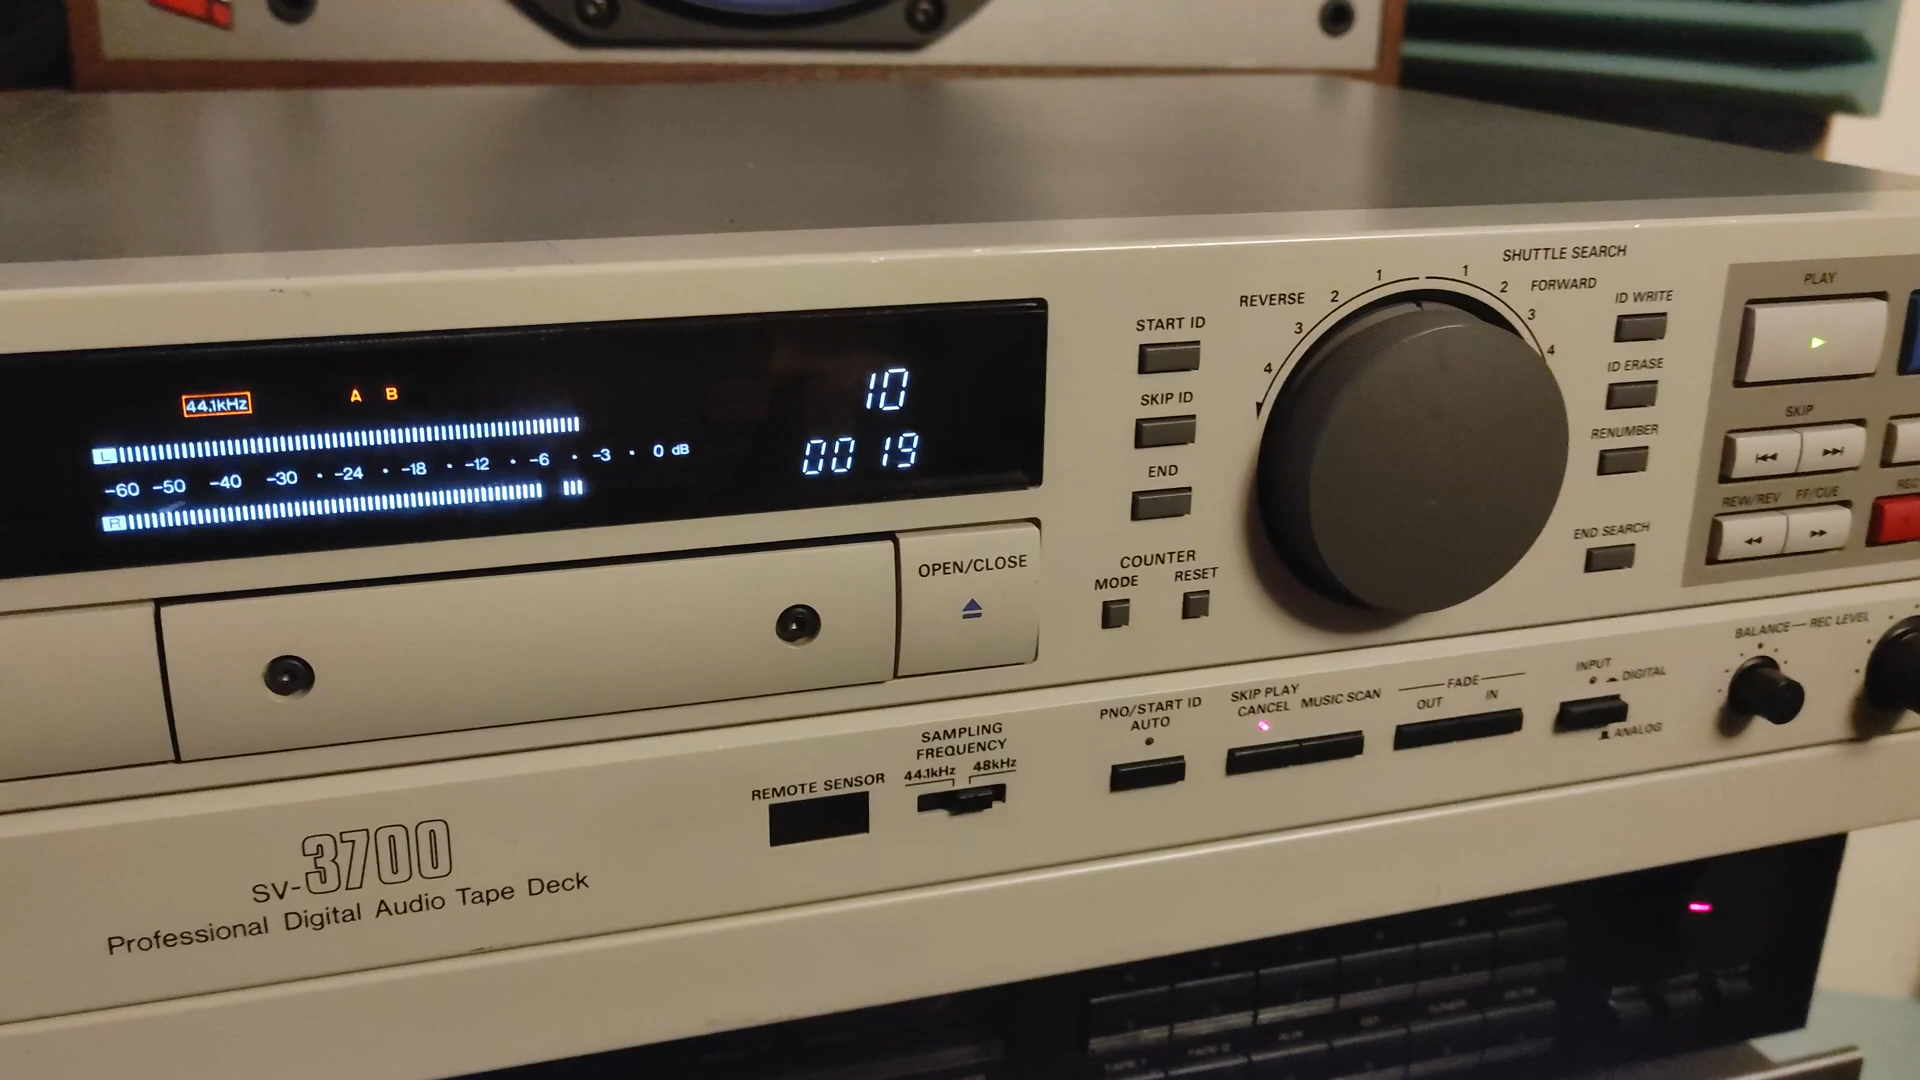 44.1kHz A B
L
-60 -50 -40 -30 · -24 · -18 · -12 · -6 · -3 · 0 dB
R
10
0019
OPEN/CLOSE
START ID
SKIP ID
END
COUNTER
MODE RESET
SHUTTLE SEARCH
REVERSE FORWARD
4 3 2 1 1 2 3 4
ID WRITE
ID ERASE
RENUMBER
END SEARCH
PLAY
SKIP
REW/REV FF/CUE
REC
BALANCE — REC LEVEL
INPUT
DIGITAL
ANALOG
FADE
OUT IN
SKIP PLAY
CANCEL
MUSIC SCAN
PNO/START ID
AUTO
SAMPLING
FREQUENCY
44.1kHz 48kHz
REMOTE SENSOR
SV-3700
Professional Digital Audio Tape Deck